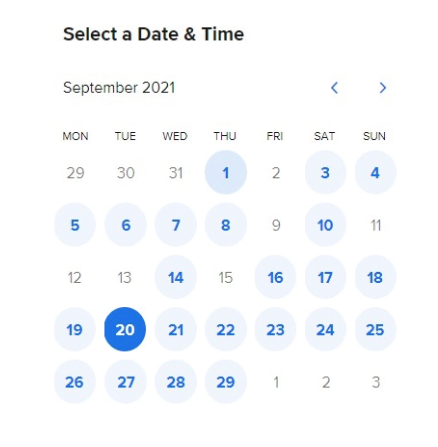 Select a Date & Time
September 2021
MON TUE WED THU FRI SAT SUN
29 30 31 1 2 3 4
5 6 7 8 9 10 11
12 13 14 15 16 17 18
19 20 21 22 23 24 25
26 27 28 29 1 2 3